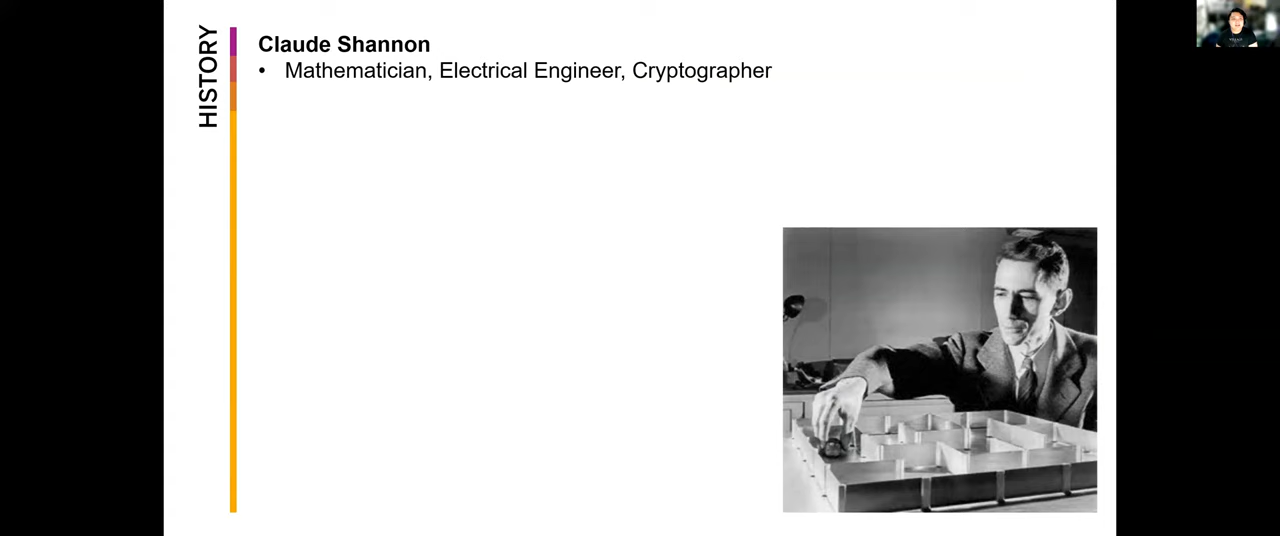 HISTORY
Claude Shannon
• Mathematician, Electrical Engineer, Cryptographer